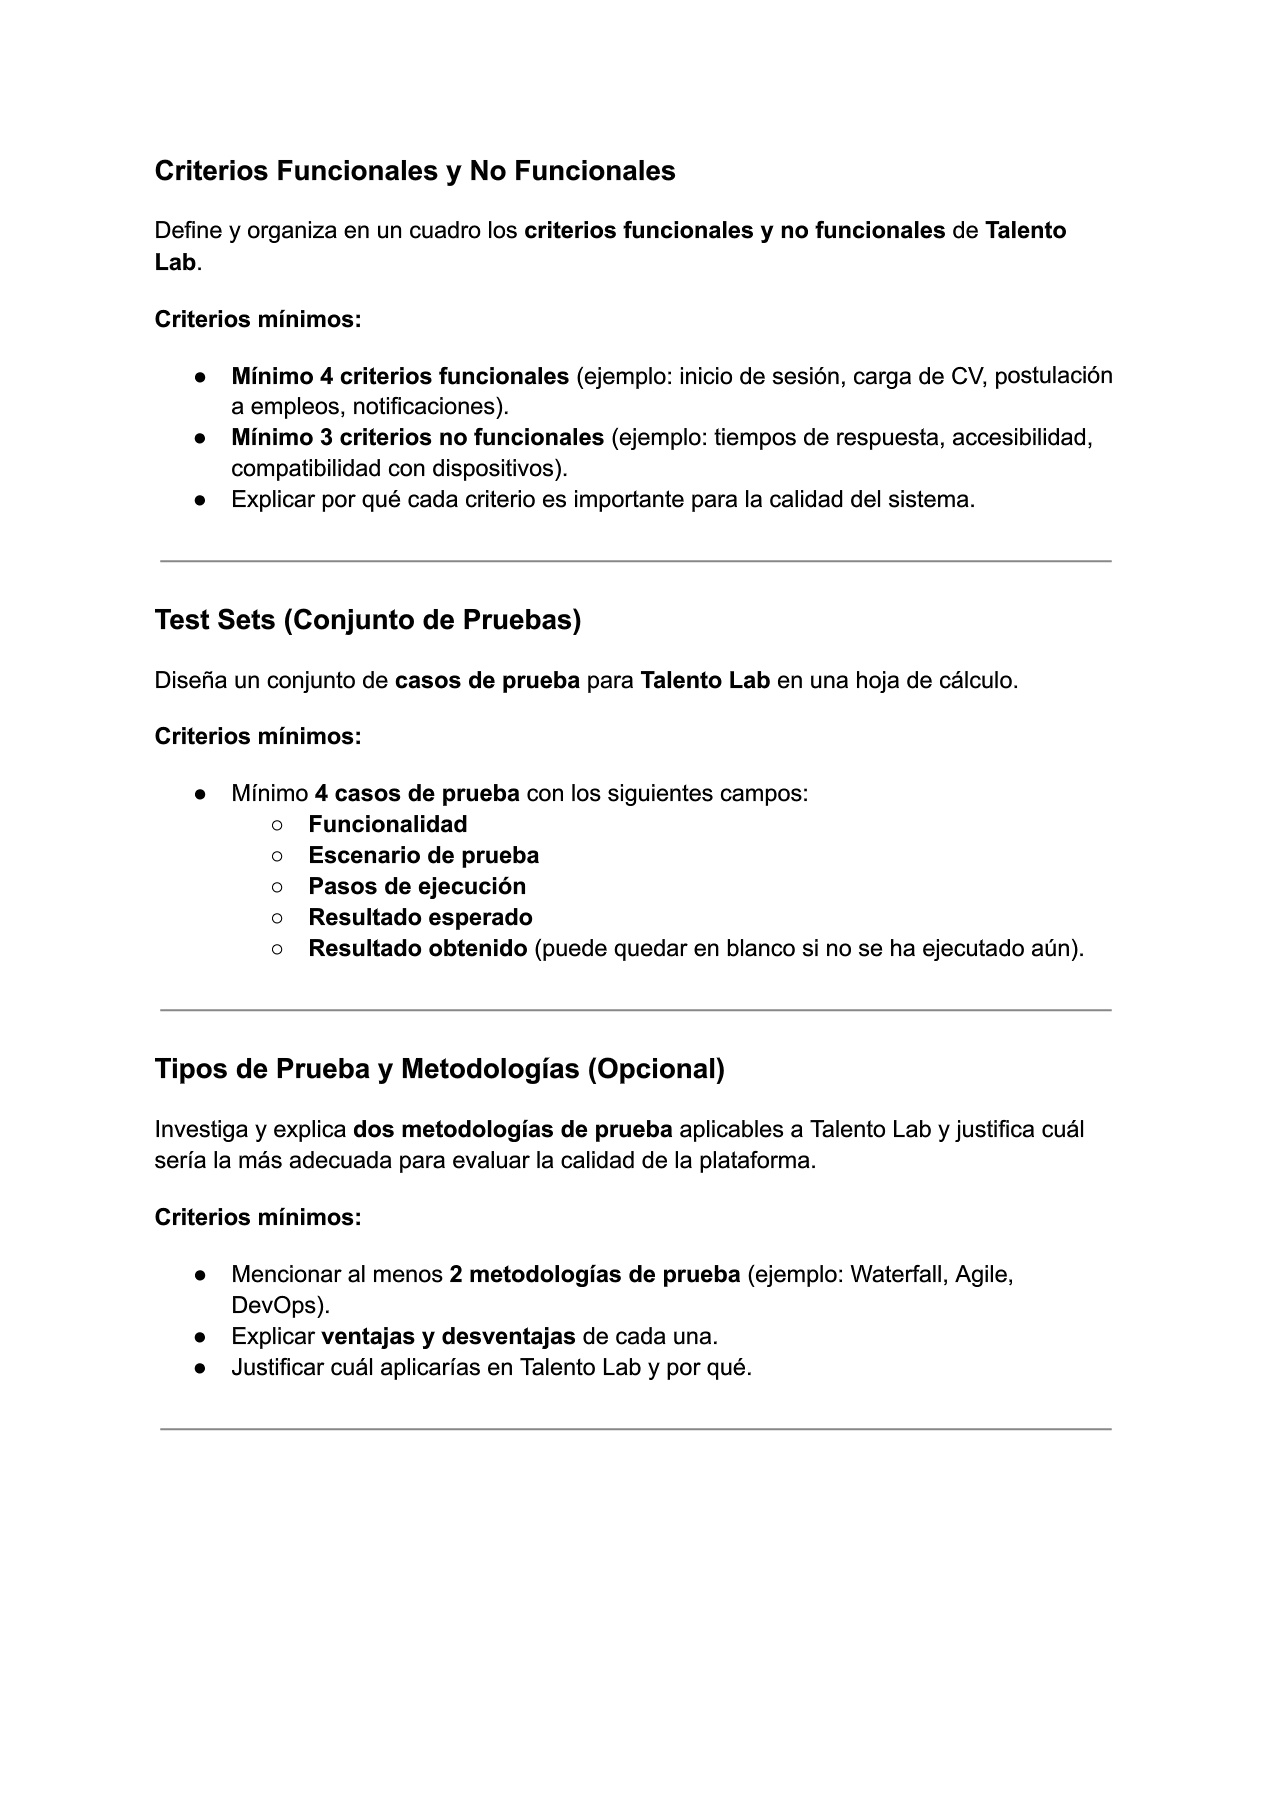 Criterios Funcionales y No Funcionales
Define y organiza en un cuadro los criterios funcionales y no funcionales de Talento
Lab.
Criterios mínimos:
● Mínimo 4 criterios funcionales (ejemplo: inicio de sesión, carga de CV, postulación
a empleos, notificaciones).
● Mínimo 3 criterios no funcionales (ejemplo: tiempos de respuesta, accesibilidad,
compatibilidad con dispositivos).
● Explicar por qué cada criterio es importante para la calidad del sistema.
Test Sets (Conjunto de Pruebas)
Diseña un conjunto de casos de prueba para Talento Lab en una hoja de cálculo.
Criterios mínimos:
● Mínimo 4 casos de prueba con los siguientes campos:
○ Funcionalidad
○ Escenario de prueba
○ Pasos de ejecución
○ Resultado esperado
○ Resultado obtenido (puede quedar en blanco si no se ha ejecutado aún).
Tipos de Prueba y Metodologías (Opcional)
Investiga y explica dos metodologías de prueba aplicables a Talento Lab y justifica cuál
sería la más adecuada para evaluar la calidad de la plataforma.
Criterios mínimos:
● Mencionar al menos 2 metodologías de prueba (ejemplo: Waterfall, Agile,
DevOps).
● Explicar ventajas y desventajas de cada una.
● Justificar cuál aplicarías en Talento Lab y por qué.